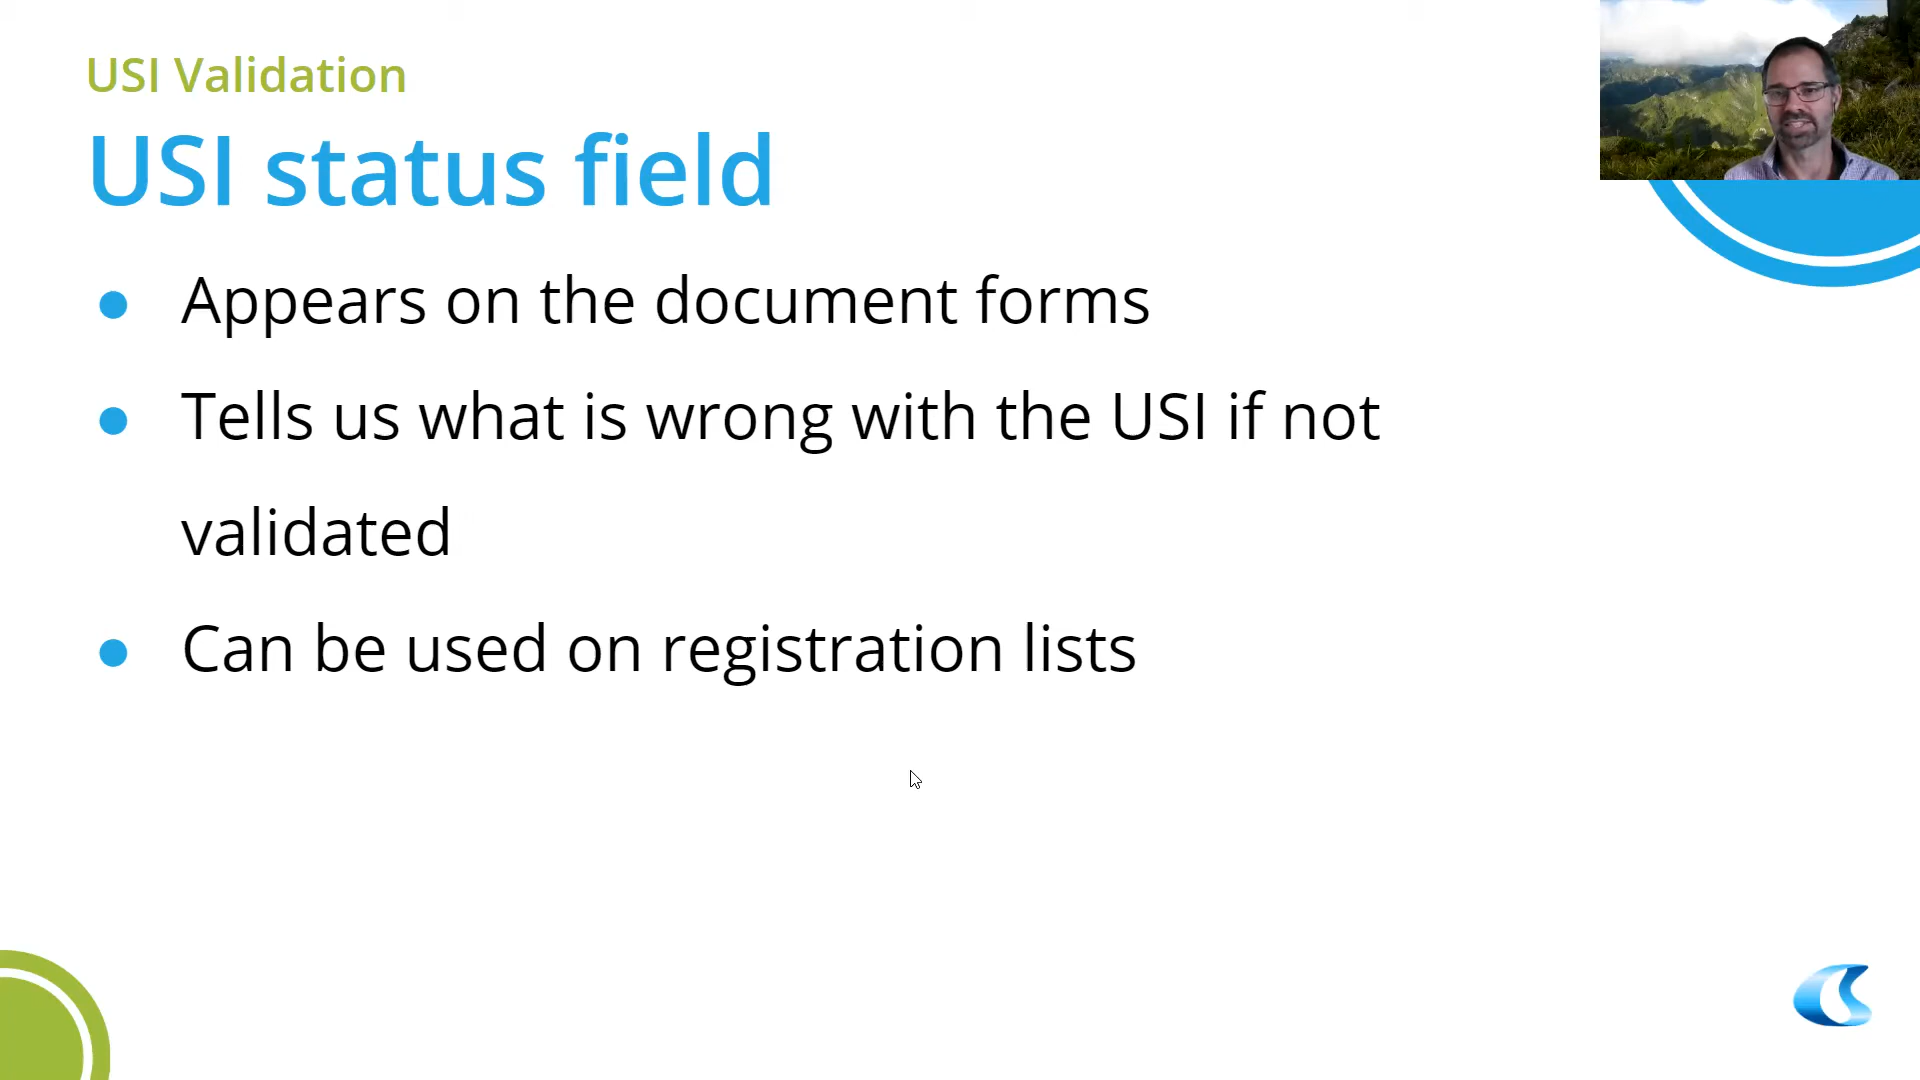 USI Validation
USI status field
● Appears on the document forms
● Tells us what is wrong with the USI if not
validated
● Can be used on registration lists